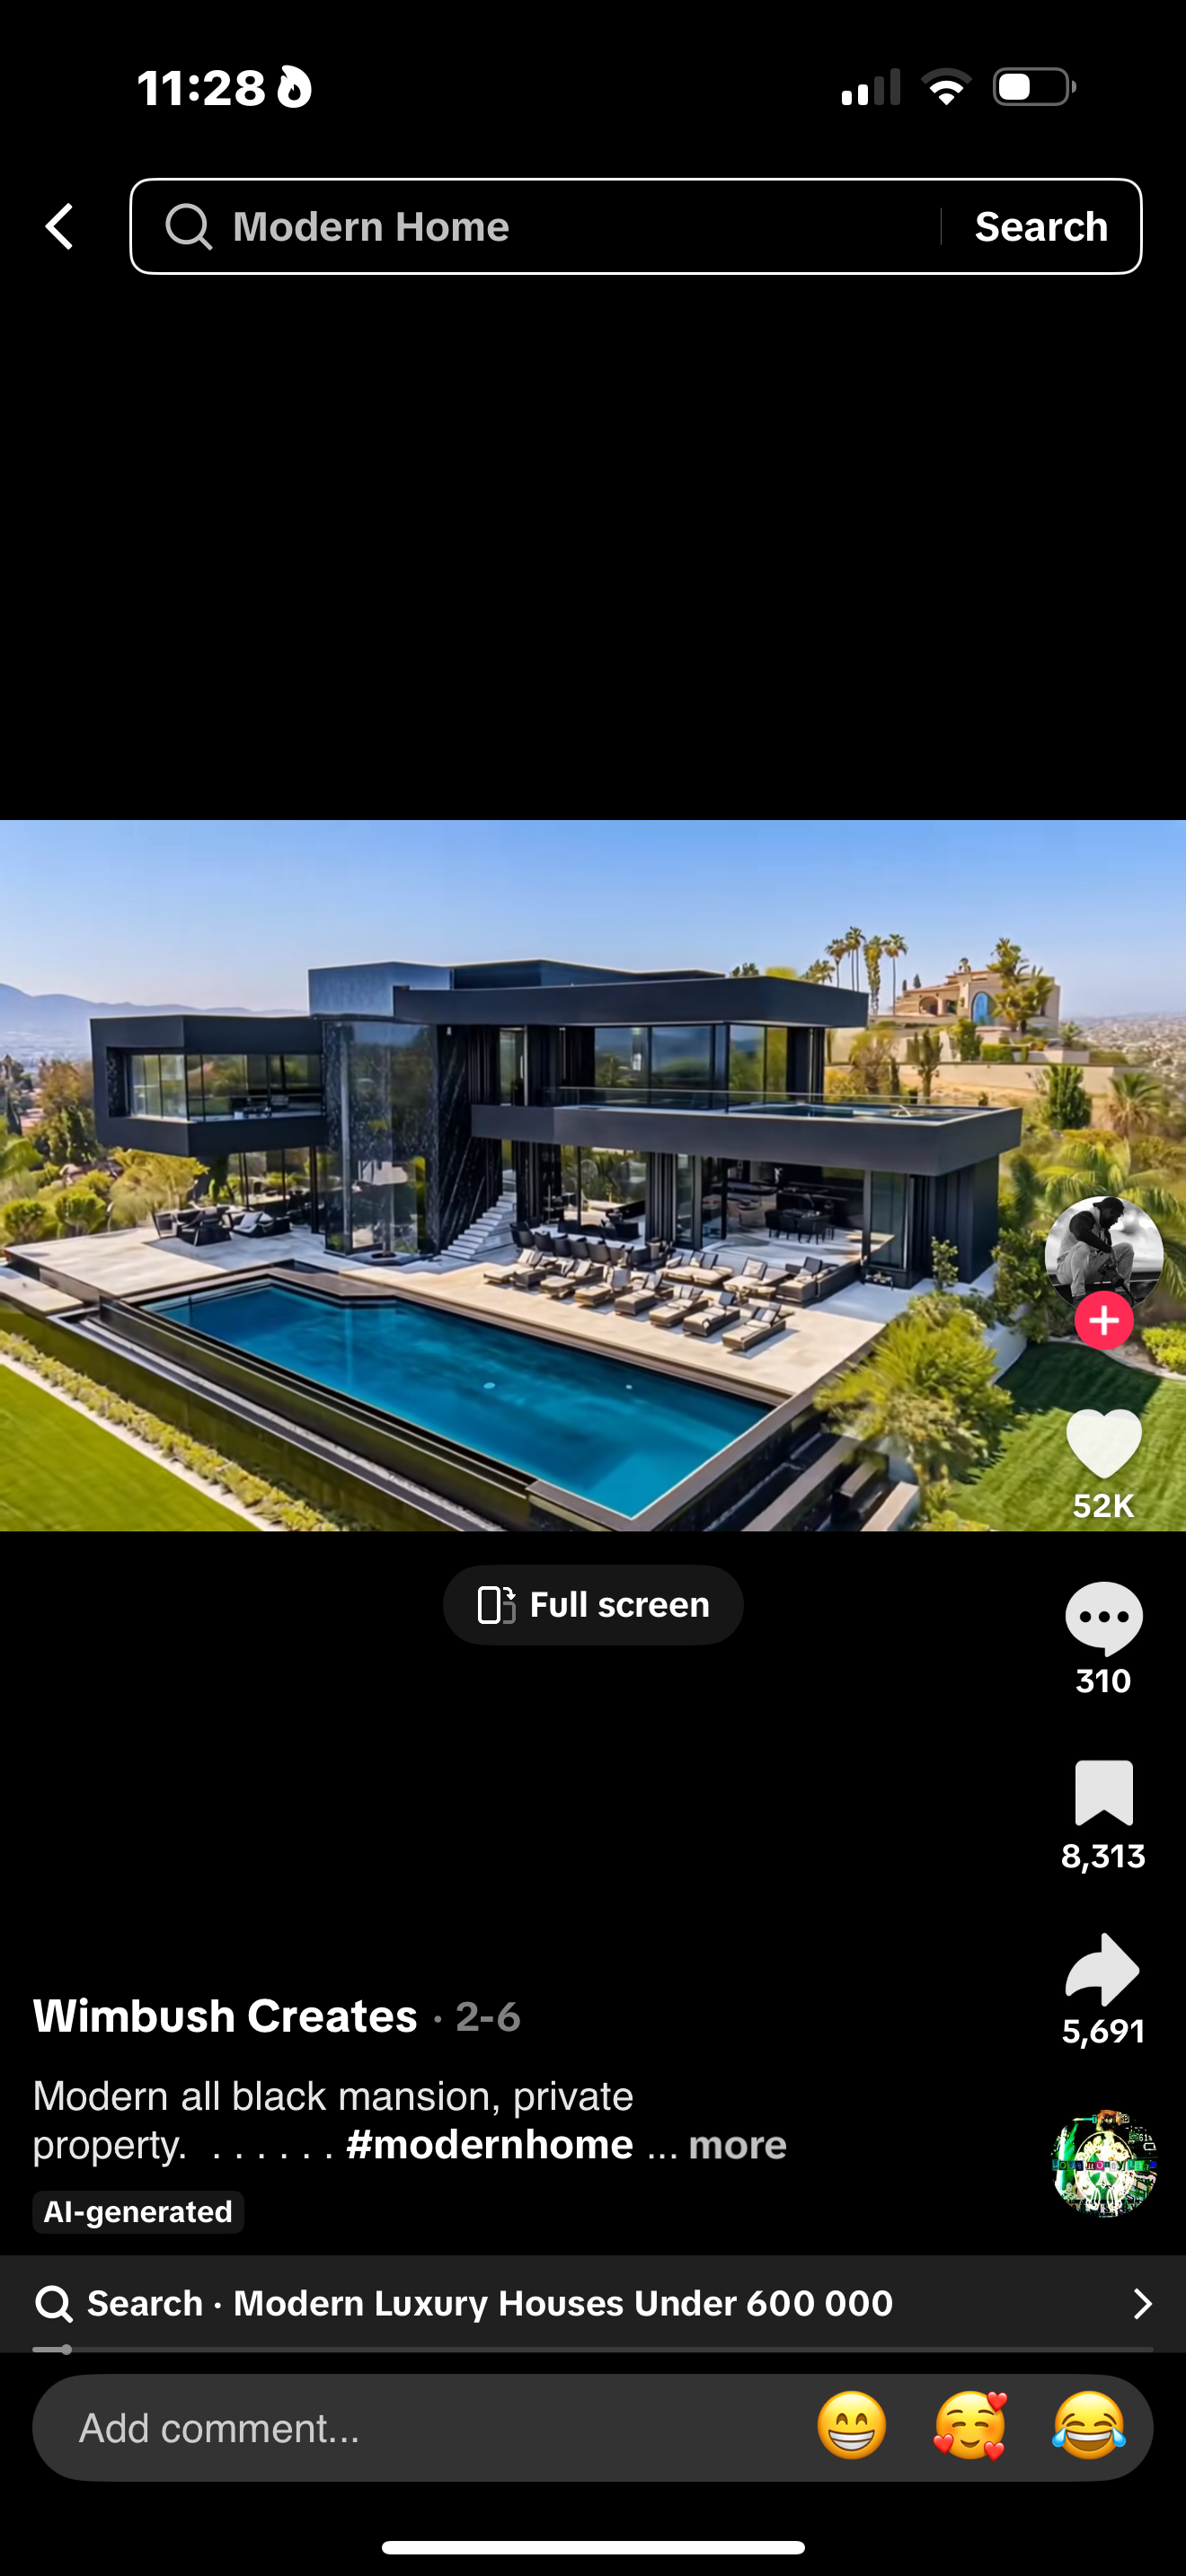 11:28
Modern Home
Search
52K
Full screen
310
8,313
5,691
Wimbush Creates · 2-6
Modern all black mansion, private
property. . . . . . . #modernhome ... more
AI-generated
Search · Modern Luxury Houses Under 600 000
Add comment...